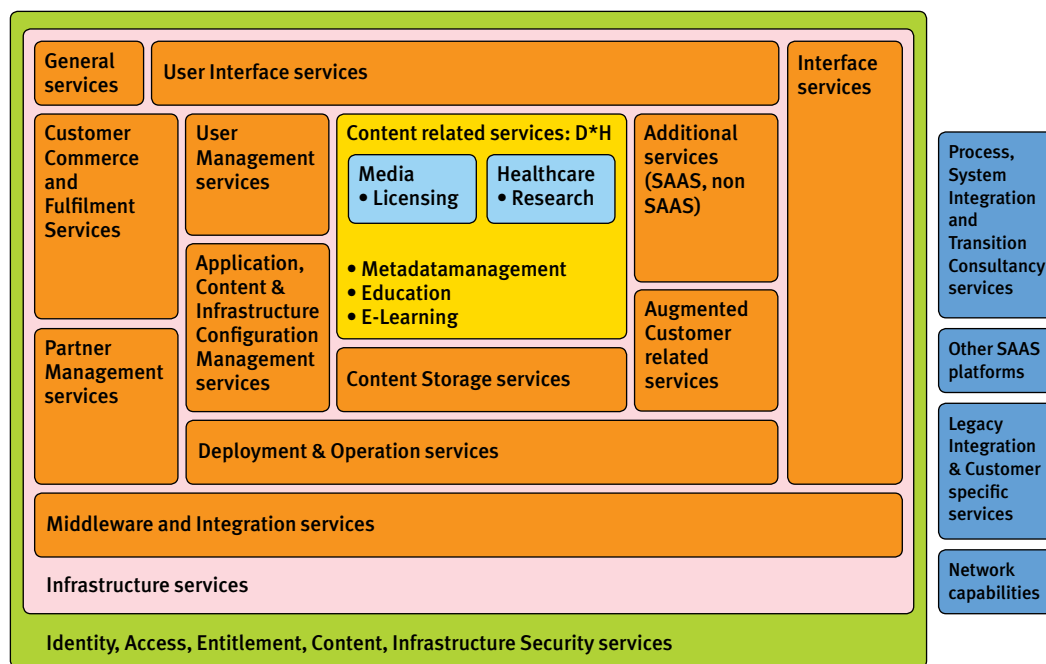 General
services
User Interface services
Interface
services
Customer
Commerce
and
Fulfilment
Services
User
Management
services
Content related services: D*H
Media
• Licensing
Healthcare
• Research
• Metadatamanagement
• Education
• E-Learning
Additional
services
(SAAS, non
SAAS)
Application,
Content &
Infrastructure
Configuration
Management
services
Augmented
Customer
related
services
Partner
Management
services
Content Storage services
Deployment & Operation services
Middleware and Integration services
Infrastructure services
Identity, Access, Entitlement, Content, Infrastructure Security services
Process,
System
Integration
and
Transition
Consultancy
services
Other SAAS
platforms
Legacy
Integration
& Customer
specific
services
Network
capabilities